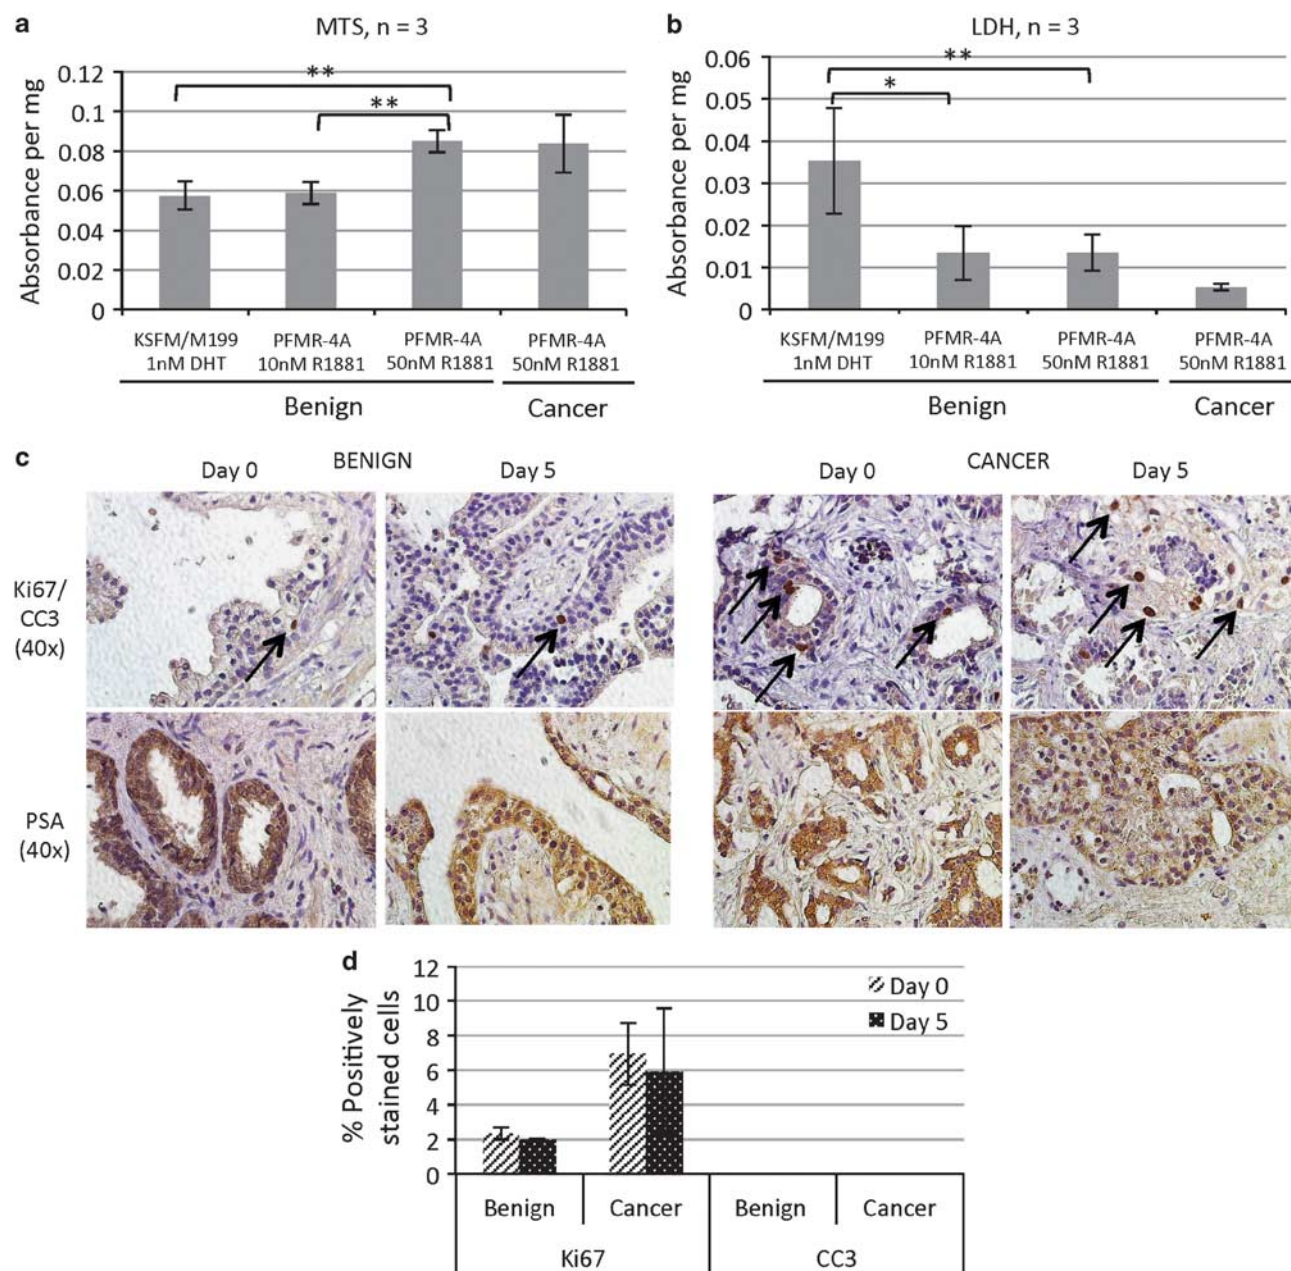 a
MTS, n = 3
Absorbance per mg
0.12
0.10
0.08
0.06
0.04
0.02
0
**
**
KSFM/M199
1nM DHT
PFMR-4A
10nM R1881
PFMR-4A
50nM R1881
PFMR-4A
50nM R1881
Benign
Cancer
b
LDH, n = 3
Absorbance per mg
0.06
0.05
0.04
0.03
0.02
0.01
0
**
*
KSFM/M199
1nM DHT
PFMR-4A
10nM R1881
PFMR-4A
50nM R1881
PFMR-4A
50nM R1881
Benign
Cancer
c
BENIGN
Day 0
Day 5
CANCER
Day 0
Day 5
Ki67/
CC3
(40x)
PSA
(40x)
d
% Positively
stained cells
12
10
8
6
4
2
0
Day 0
Day 5
Benign
Cancer
Benign
Cancer
Ki67
CC3